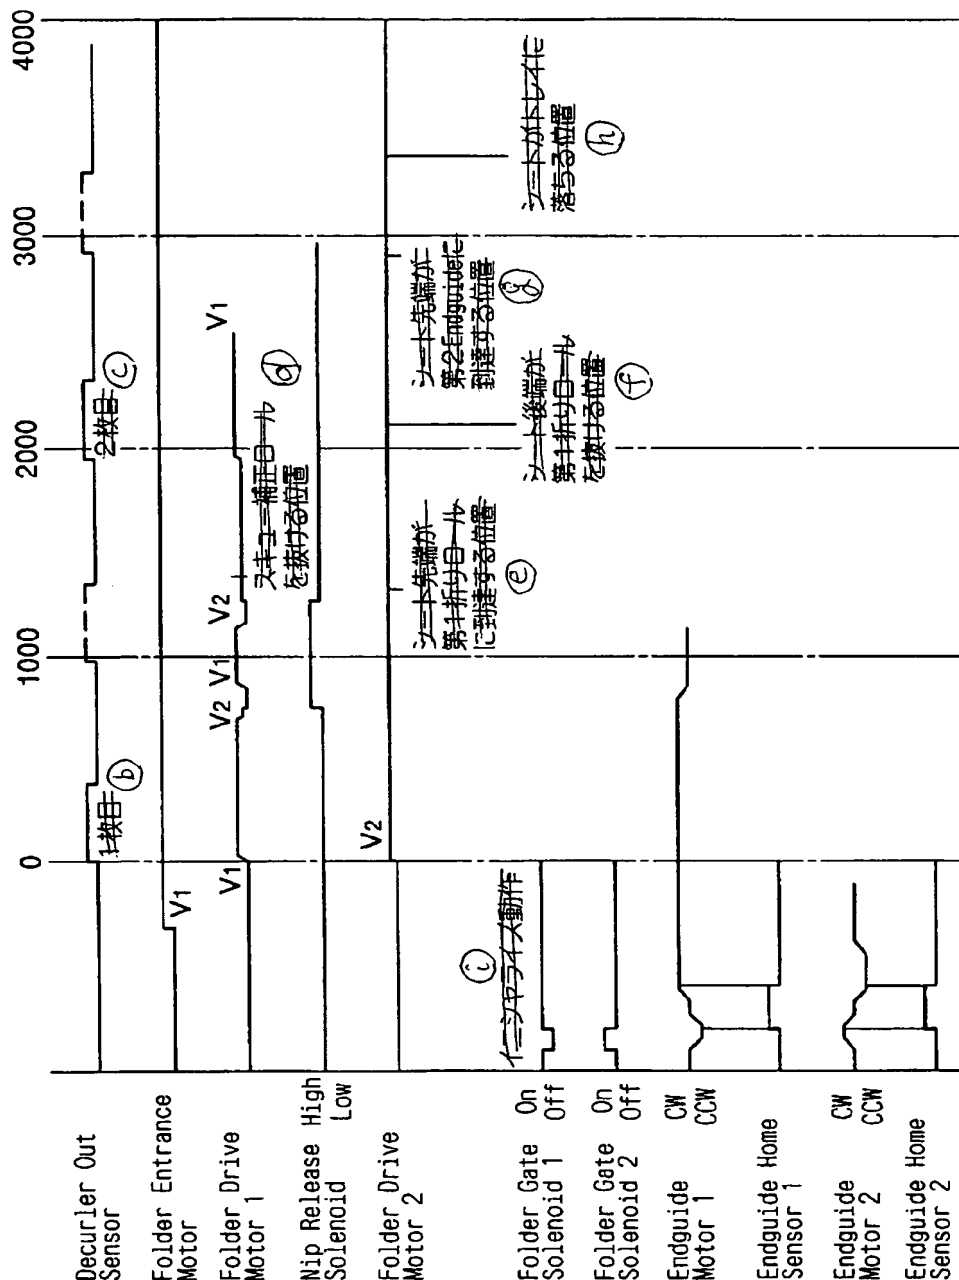 0
1000
2000
3000
4000
Decurler Out
Sensor
1枚目
b
2枚目
c
Folder Entrance
Motor
V1
Folder Drive
Motor 1
V1
V2
V1
V2
V1
スキュー補正ロール
を抜ける位置
d
Nip Release
Solenoid
High
Low
Folder Drive
Motor 2
V2
シート先端が
第1折りロール
に到達する位置
e
シート後端が
第1折りロール
を抜ける位置
f
シート先端が
第2Endguideに
到達する位置
g
シートがトレイに
落ちる位置
h
イニシャライズ動作
i
Folder Gate
Solenoid 1
On
Off
Folder Gate
Solenoid 2
On
Off
Endguide
Motor 1
CW
CCW
Endguide Home
Sensor 1
Endguide
Motor 2
CW
CCW
Endguide Home
Sensor 2